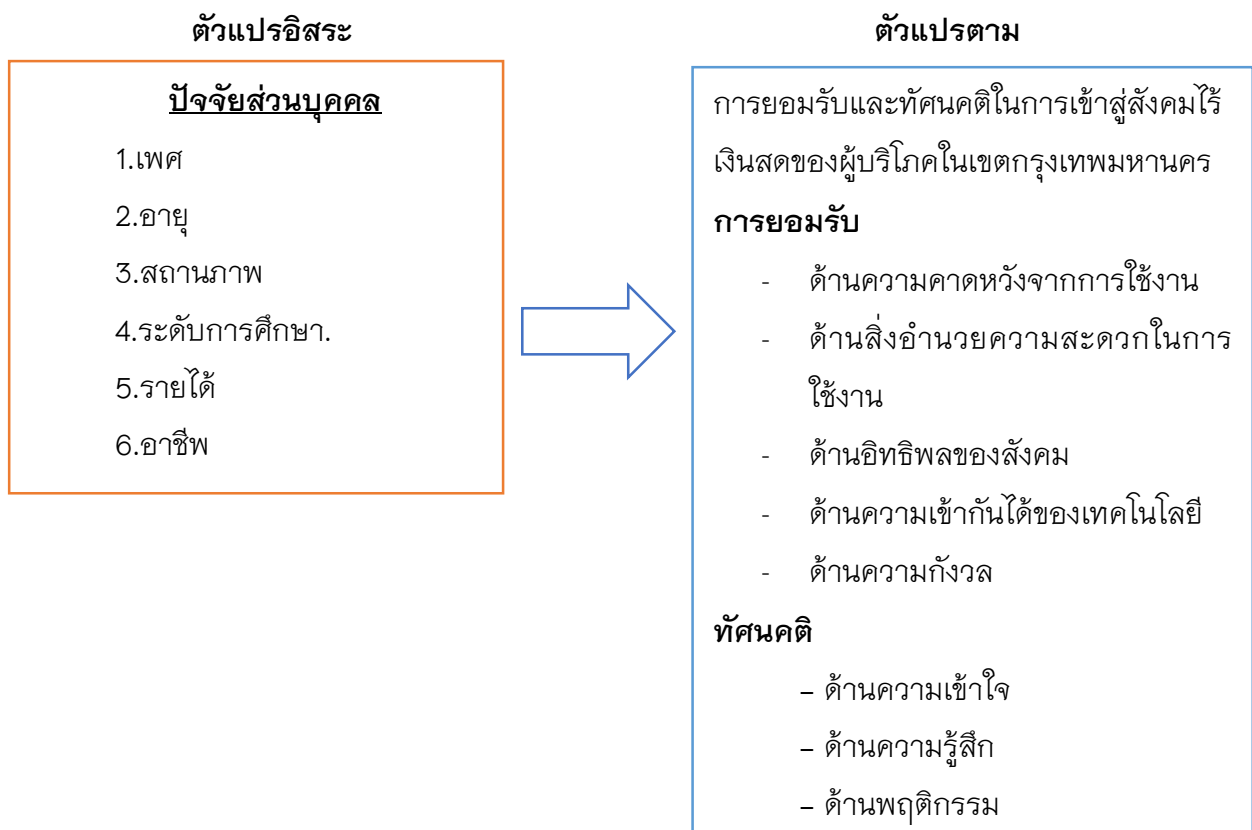 ตัวแปรอิสระ
ปัจจัยส่วนบุคคล
1.เพศ
2.อายุ
3.สถานภาพ
4.ระดับการศึกษา.
5.รายได้
6.อาชีพ
ตัวแปรตาม
การยอมรับและทัศนคติในการเข้าสู่สังคมไร้
เงินสดของผู้บริโภคในเขตกรุงเทพมหานคร
การยอมรับ
- ด้านความคาดหวังจากการใช้งาน
- ด้านสิ่งอำนวยความสะดวกในการ
ใช้งาน
- ด้านอิทธิพลของสังคม
- ด้านความเข้ากันได้ของเทคโนโลยี
- ด้านความกังวล
ทัศนคติ
– ด้านความเข้าใจ
– ด้านความรู้สึก
– ด้านพฤติกรรม